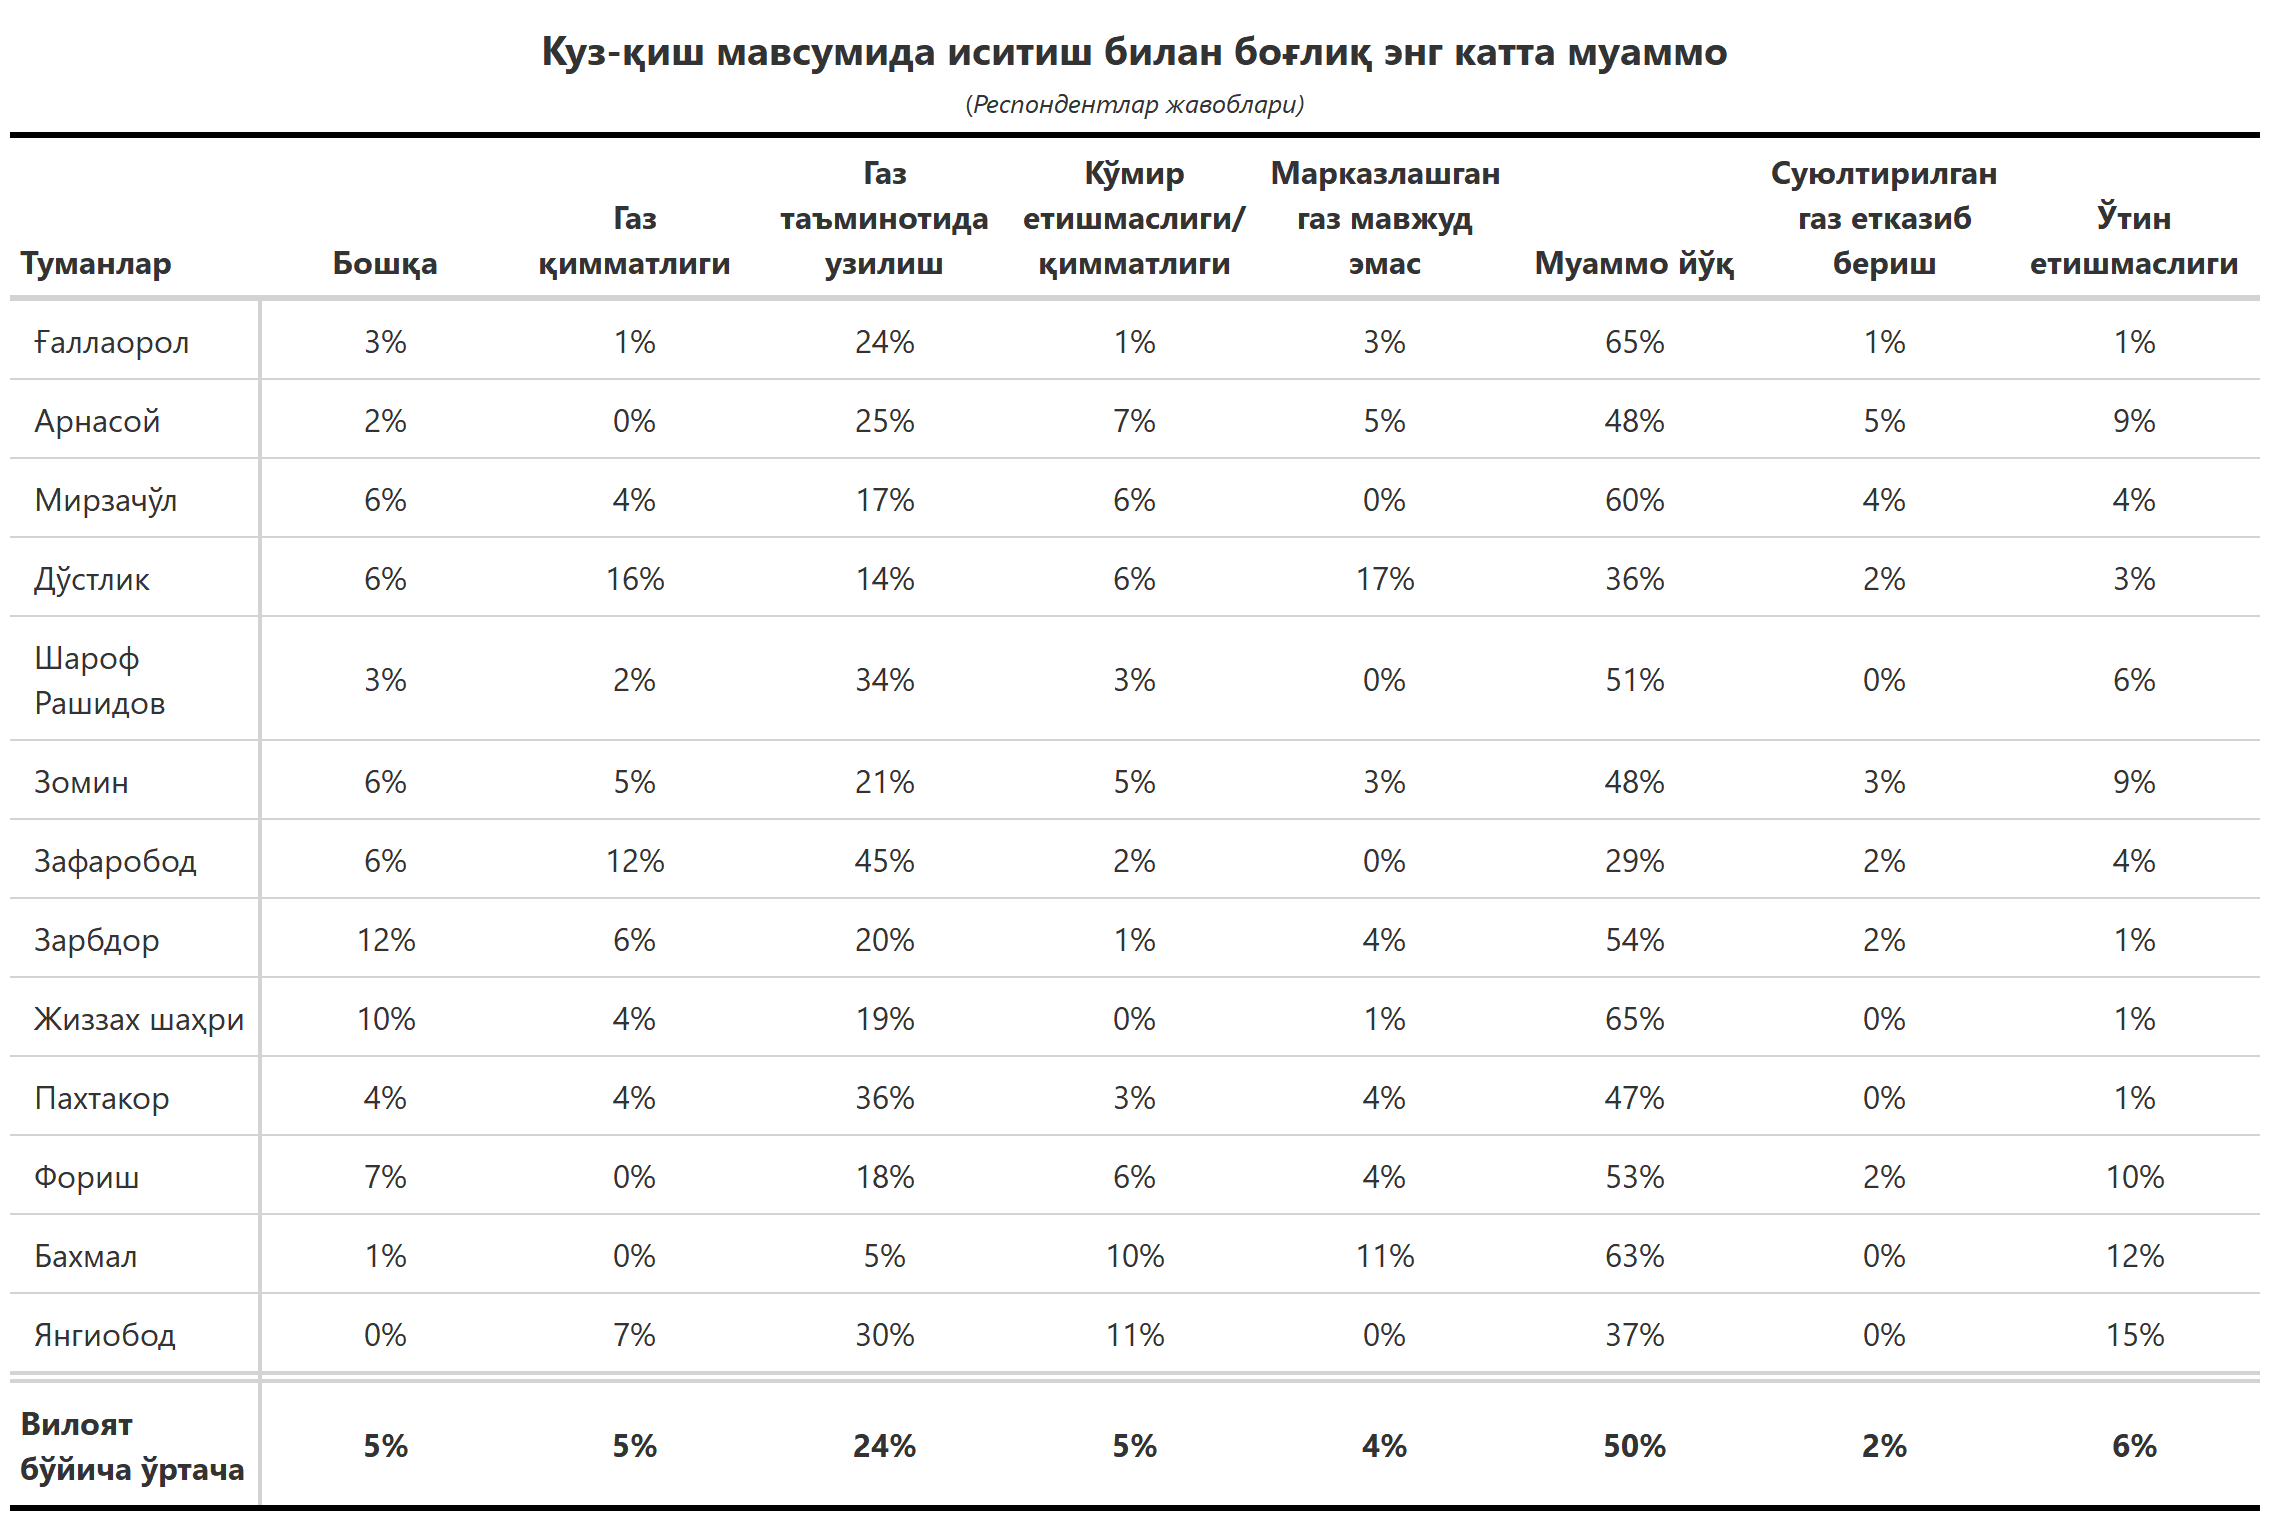 Куз-қиш мавсумида иситиш билан боғлиқ энг катта муаммо
(Респондентлар жавоблари)
Туманлар Бошқа Газ қимматлиги Газ таъминотида узилиш Кўмир етишмаслиги/ қимматлиги Марказлашган газ мавжуд эмас Муаммо йўқ Суюлтирилган газ етказиб бериш Ўтин етишмаслиги
Ғаллаорол 3% 1% 24% 1% 3% 65% 1% 1%
Арнасой 2% 0% 25% 7% 5% 48% 5% 9%
Мирзачўл 6% 4% 17% 6% 0% 60% 4% 4%
Дўстлик 6% 16% 14% 6% 17% 36% 2% 3%
Шароф Рашидов 3% 2% 34% 3% 0% 51% 0% 6%
Зомин 6% 5% 21% 5% 3% 48% 3% 9%
Зафаробод 6% 12% 45% 2% 0% 29% 2% 4%
Зарбдор 12% 6% 20% 1% 4% 54% 2% 1%
Жиззах шаҳри 10% 4% 19% 0% 1% 65% 0% 1%
Пахтакор 4% 4% 36% 3% 4% 47% 0% 1%
Фориш 7% 0% 18% 6% 4% 53% 2% 10%
Бахмал 1% 0% 5% 10% 11% 63% 0% 12%
Янгиобод 0% 7% 30% 11% 0% 37% 0% 15%
Вилоят бўйича ўртача 5% 5% 24% 5% 4% 50% 2% 6%